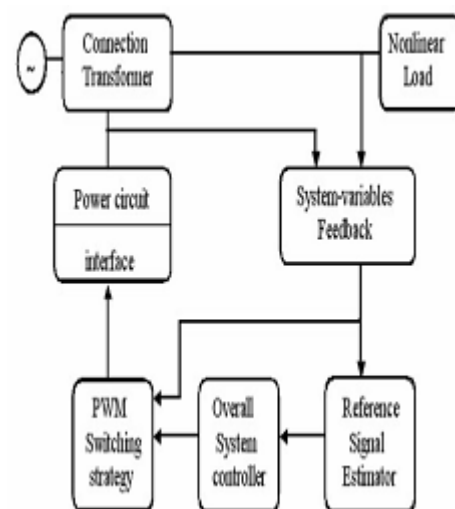 Connection
Transformer
Nonlinear
Load
~
Power circuit
interface
System-variables
Feedback
PWM
Switching
strategy
Overall
System
controller
Reference
Signal
Estimator